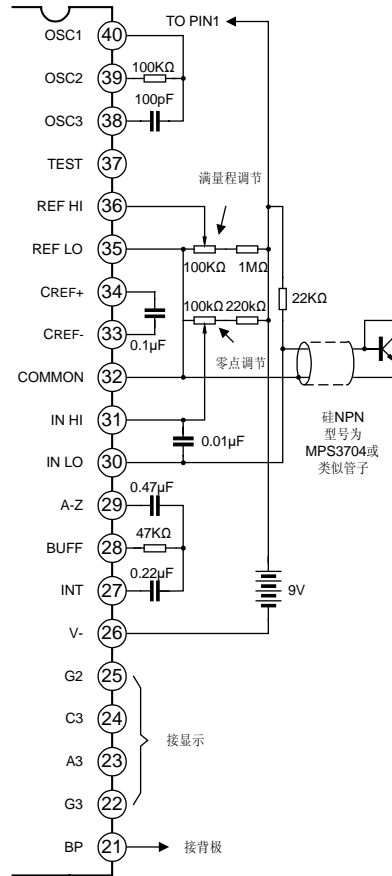 TO PIN1
OSC1 40
OSC2 39 100KΩ
100pF
OSC3 38
TEST 37
满量程调节
REF HI 36
REF LO 35
100KΩ 1MΩ
CREF+ 34
22KΩ
100kΩ 220kΩ
CREF- 33
0.1μF
零点调节
COMMON 32
IN HI 31
0.01μF
IN LO 30
硅NPN
型号为
MPS3704或
类似管子
A-Z 29
0.47μF
BUFF 28
47KΩ
0.22μF
INT 27
9V
V- 26
G2 25
C3 24
接显示
A3 23
G3 22
BP 21 接背极